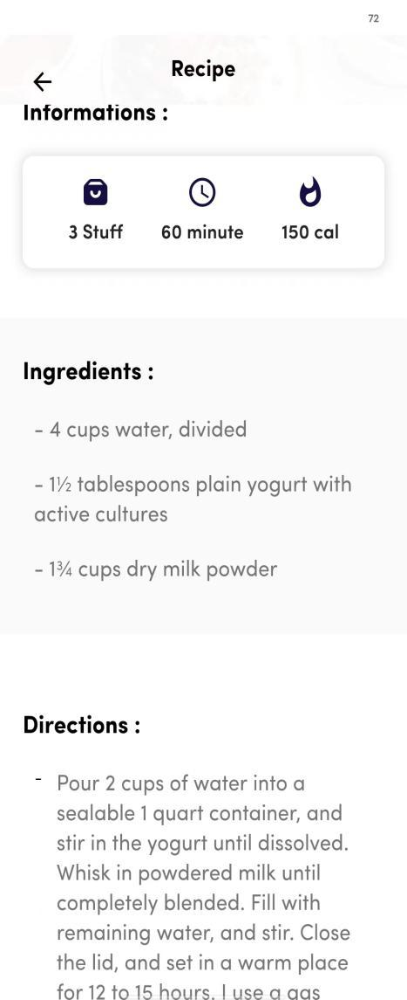 72
Recipe
Informations :
3 Stuff 60 minute 150 cal
Ingredients :
- 4 cups water, divided
- 1½ tablespoons plain yogurt with
active cultures
- 1¾ cups dry milk powder
Directions :
- Pour 2 cups of water into a
sealable 1 quart container, and
stir in the yogurt until dissolved.
Whisk in powdered milk until
completely blended. Fill with
remaining water, and stir. Close
the lid, and set in a warm place
for 12 to 15 hours. I use a gas